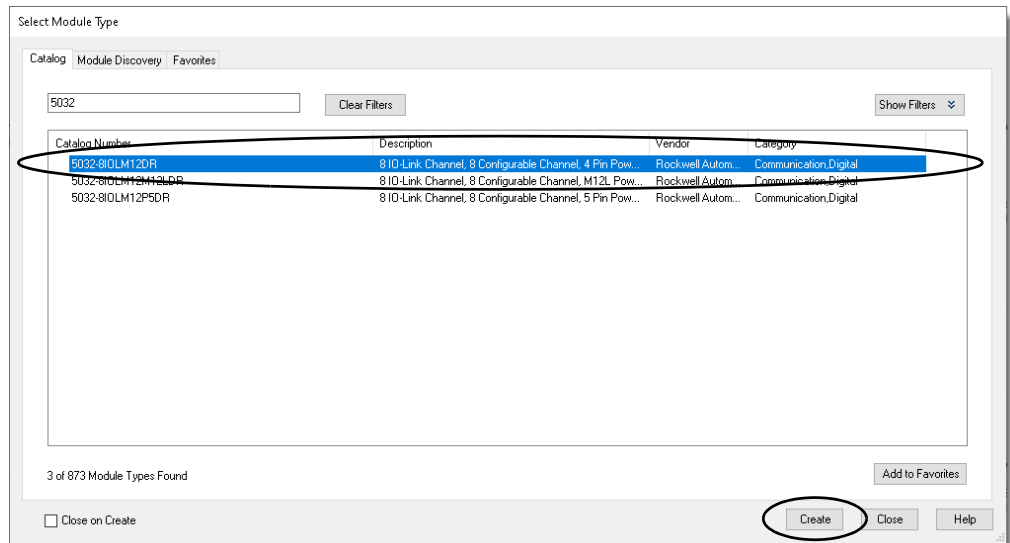 Select Module Type
Catalog Module Discovery Favorites
5032 Clear Filters Show Filters
Catalog Number Description Vendor Category
5032-8IOLM12DR 8 IO-Link Channel, 8 Configurable Channel, 4 Pin Pow... Rockwell Autom... Communication,Digital
5032-8IOLM12M12LDR 8 IO-Link Channel, 8 Configurable Channel, M12L Pow... Rockwell Autom... Communication,Digital
5032-8IOLM12P5DR 8 IO-Link Channel, 8 Configurable Channel, 5 Pin Pow... Rockwell Autom... Communication,Digital
3 of 873 Module Types Found Add to Favorites
Close on Create Create Close Help